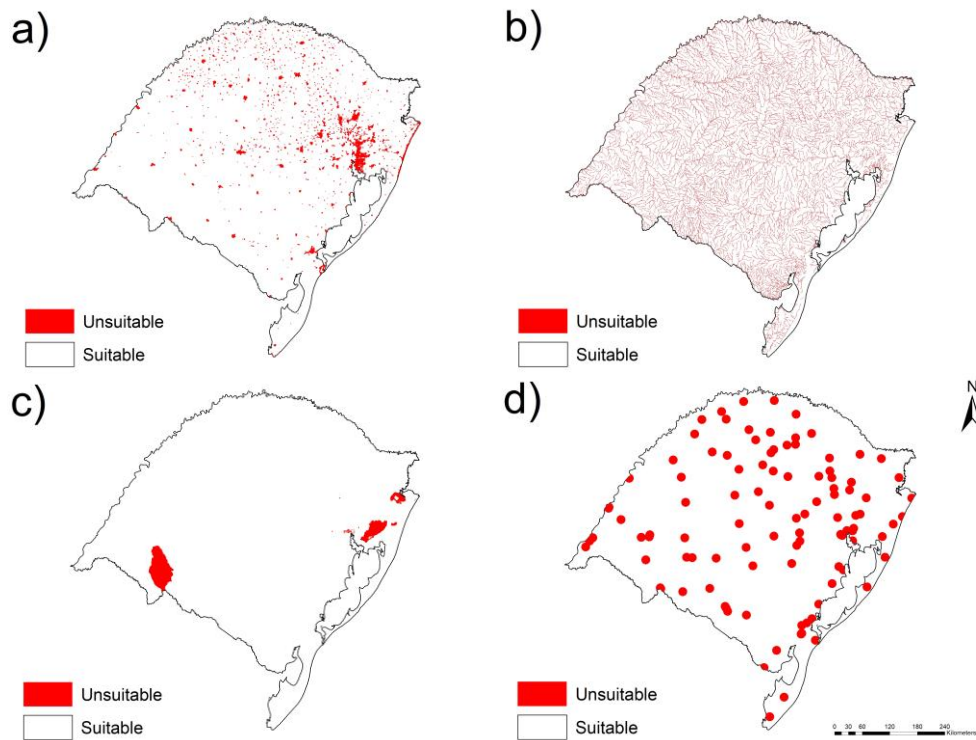 a)
Unsuitable
Suitable
b)
Unsuitable
Suitable
c)
Unsuitable
Suitable
d)
N
Unsuitable
Suitable
0 30 60 120 180 240
Kilometers